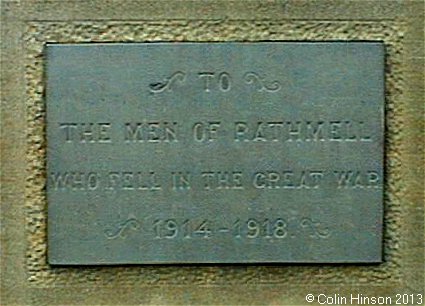 TO
THE MEN OF RATHMELL
WHO FELL IN THE GREAT WAR
1914-1918
© Colin Hinson 2013